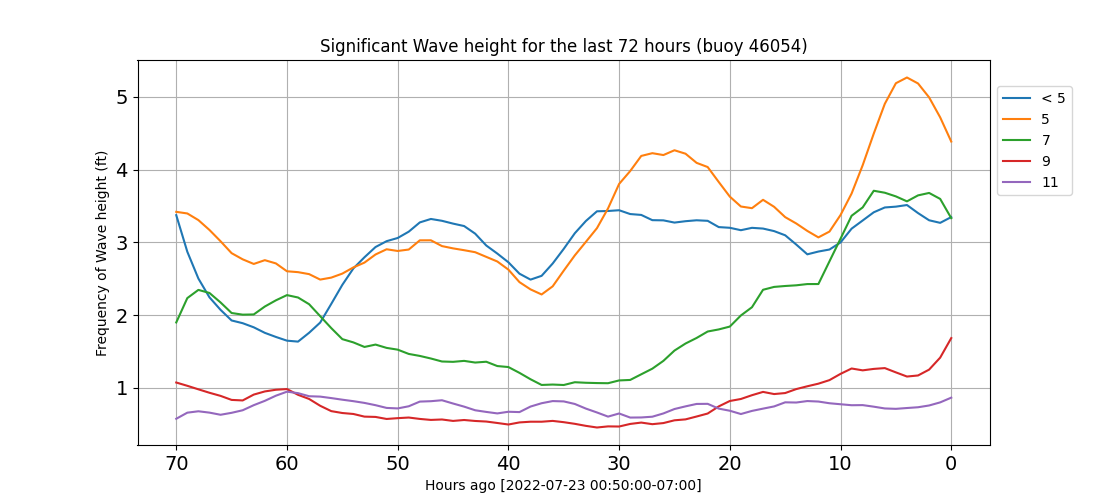 Significant Wave height for the last 72 hours (buoy 46054)
Frequency of Wave height (ft)
5
4
3
2
1
70 60 50 40 30 20 10 0
Hours ago [2022-07-23 00:50:00-07:00]
< 5
5
7
9
11